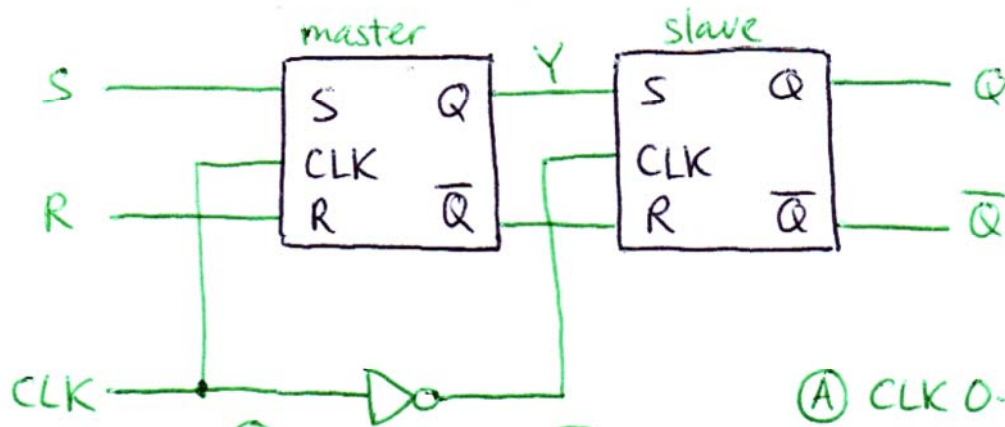 master slave
S S Q Y S Q Q
CLK CLK
R R Q̅ R Q̅ Q̅
CLK Ⓐ CLK 0